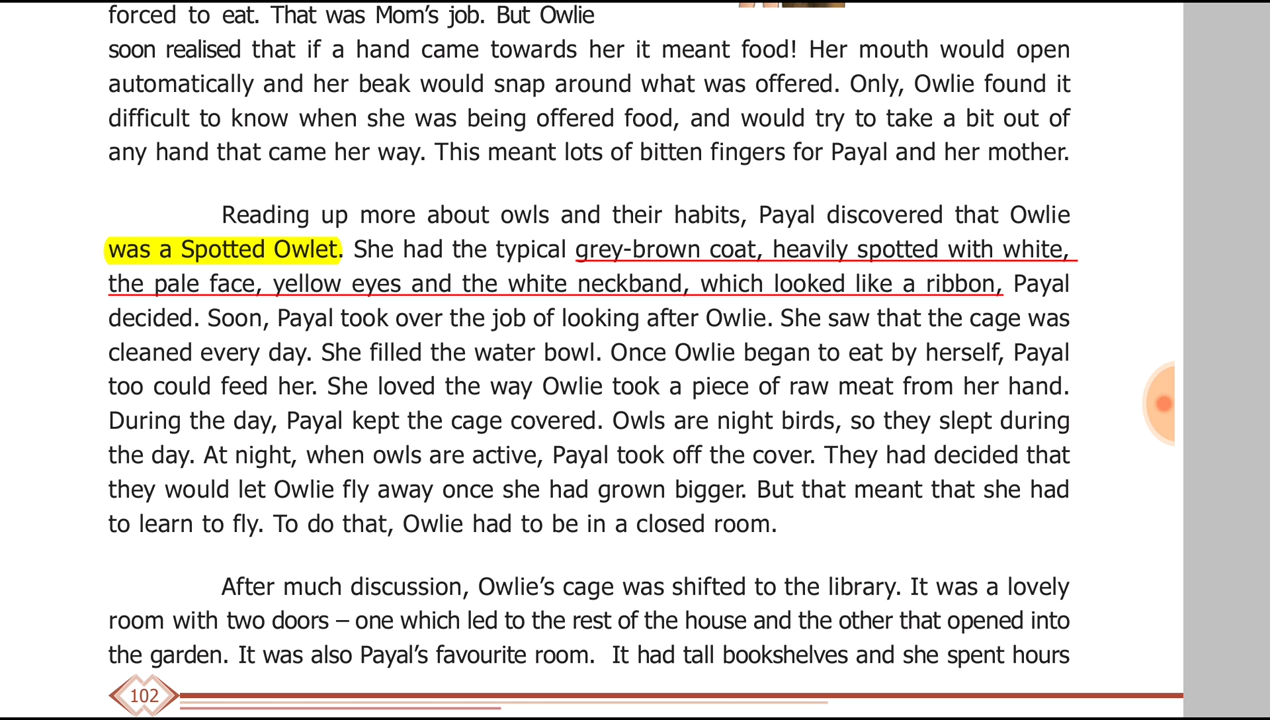 forced to eat. That was Mom's job. But Owlie
soon realised that if a hand came towards her it meant food! Her mouth would open
automatically and her beak would snap around what was offered. Only, Owlie found it
difficult to know when she was being offered food, and would try to take a bit out of
any hand that came her way. This meant lots of bitten fingers for Payal and her mother.
Reading up more about owls and their habits, Payal discovered that Owlie
was a Spotted Owlet. She had the typical grey-brown coat, heavily spotted with white,
the pale face, yellow eyes and the white neckband, which looked like a ribbon, Payal
decided. Soon, Payal took over the job of looking after Owlie. She saw that the cage was
cleaned every day. She filled the water bowl. Once Owlie began to eat by herself, Payal
too could feed her. She loved the way Owlie took a piece of raw meat from her hand.
During the day, Payal kept the cage covered. Owls are night birds, so they slept during
the day. At night, when owls are active, Payal took off the cover. They had decided that
they would let Owlie fly away once she had grown bigger. But that meant that she had
to learn to fly. To do that, Owlie had to be in a closed room.
After much discussion, Owlie's cage was shifted to the library. It was a lovely
room with two doors – one which led to the rest of the house and the other that opened into
the garden. It was also Payal's favourite room. It had tall bookshelves and she spent hours
102